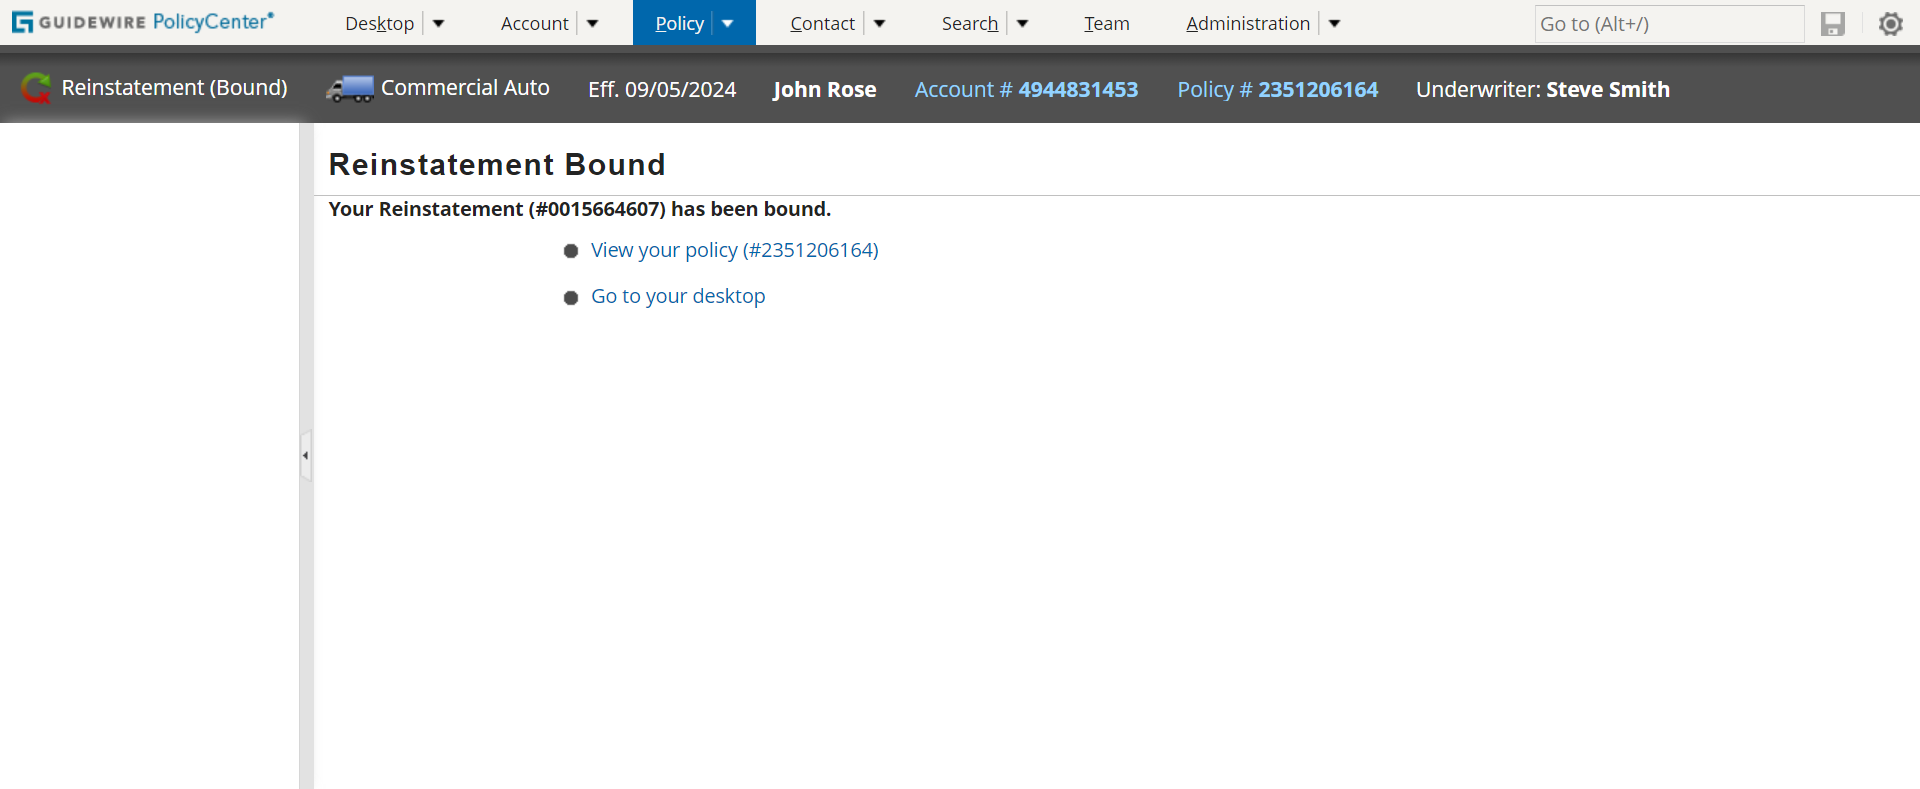 GUIDEWIRE PolicyCenter® Desktop Account Policy Contact Search Team Administration Go to (Alt+/)
Reinstatement (Bound) Commercial Auto Eff. 09/05/2024 John Rose Account # 4944831453 Policy # 2351206164 Underwriter: Steve Smith
Reinstatement Bound
Your Reinstatement (#0015664607) has been bound.
View your policy (#2351206164)
Go to your desktop